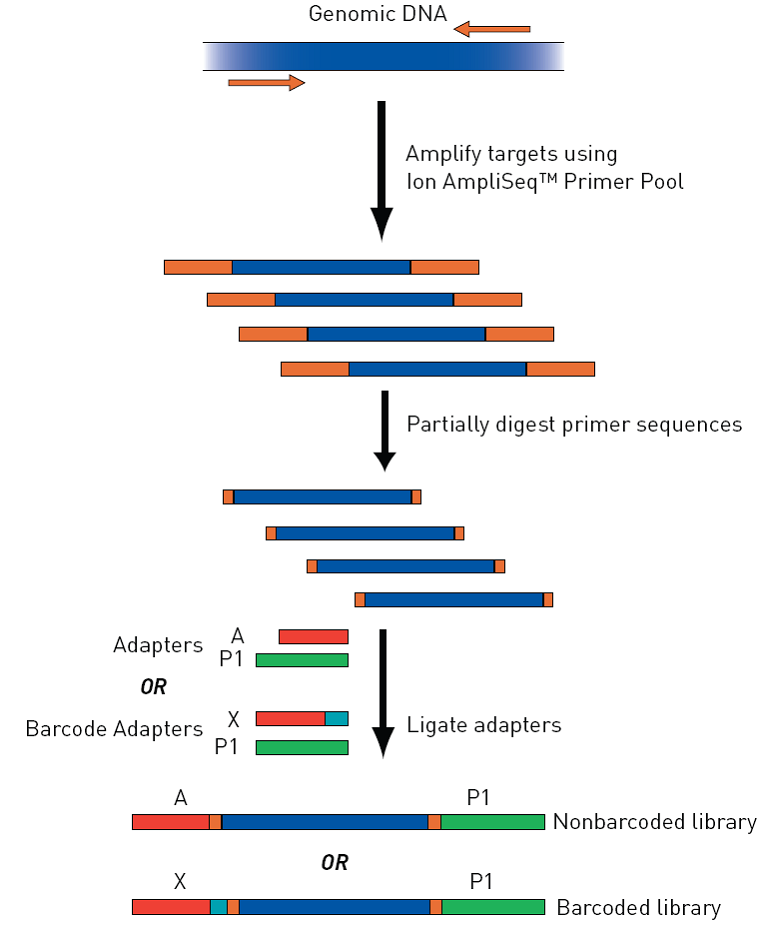 Genomic DNA
Amplify targets using
Ion AmpliSeq™ Primer Pool
Partially digest primer sequences
Adapters
A
P1
OR
Barcode Adapters
X
P1
Ligate adapters
A
P1
Nonbarcoded library
OR
X
P1
Barcoded library